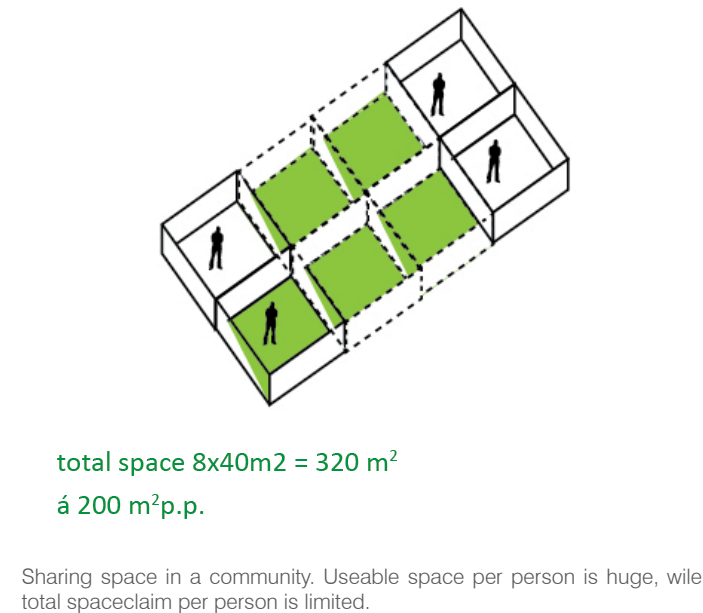 total space 8x40m2 = 320 m²
á 200 m²p.p.
Sharing space in a community. Useable space per person is huge, wile
total spaceclaim per person is limited.